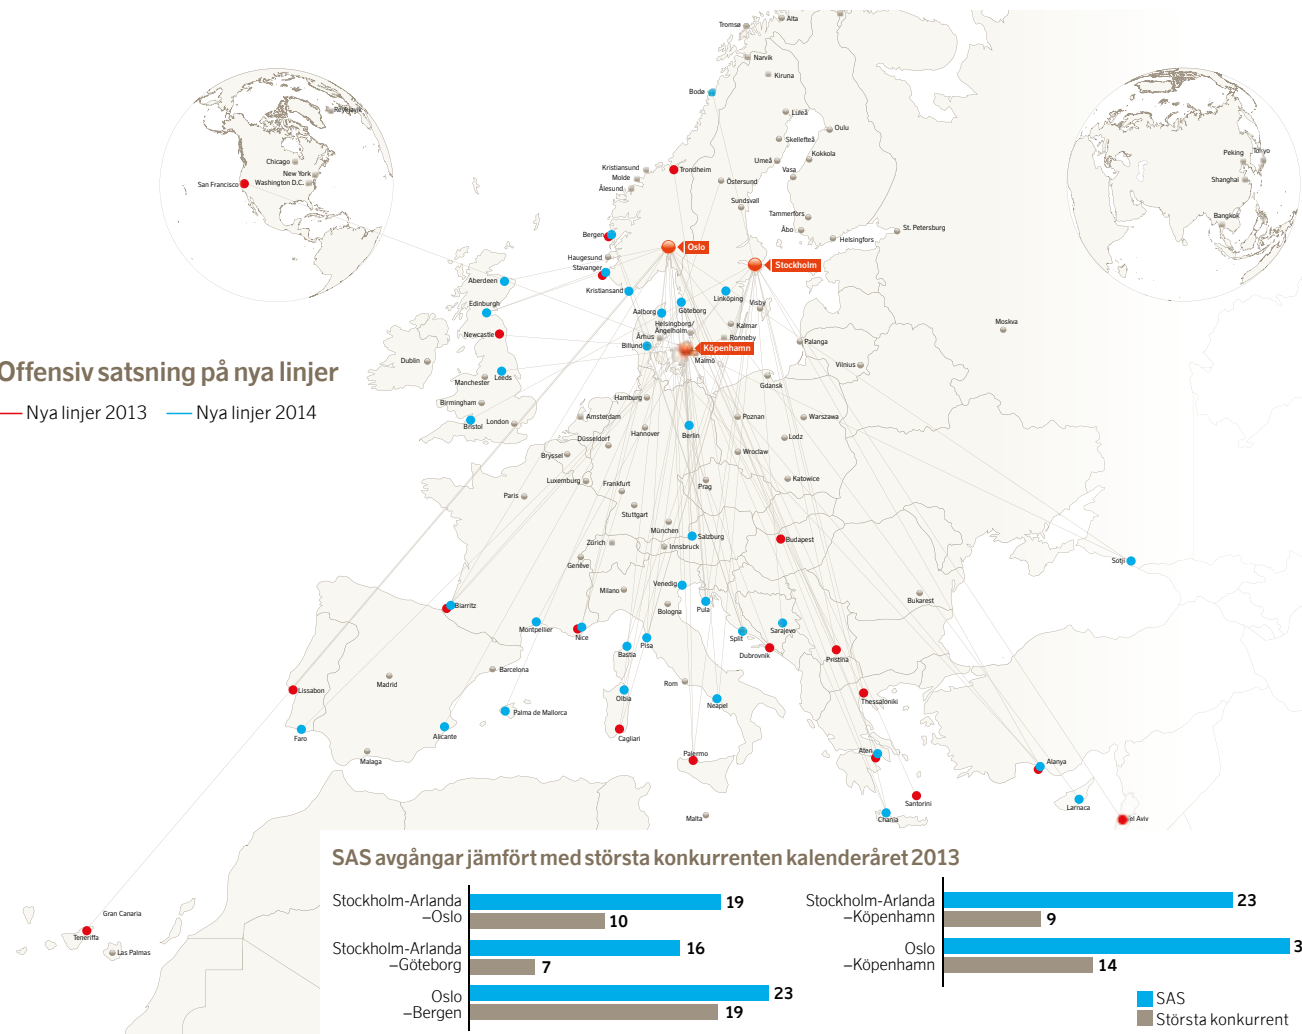 Tromsø
Alta
Narvik
Kiruna
Bodø
Luleå
Oulu
Skellefteå
Kokkola
Umeå
Vasa
Kristiansund
Molde
Ålesund
Trondheim
Östersund
Sundsvall
Tammerfors
Åbo
Helsingfors
St. Petersburg
Bergen
Oslo
Stockholm
Haugesund
Stavanger
Kristiansand
Linköping
Visby
Göteborg
Aalborg
Helsingborg/
Ängelholm
Kalmar
Århus
Ronneby
Billund
Köpenhamn
Malmö
Palanga
Moskva
Vilnius
Gdansk
Reykjavik
Chicago
New York
Washington D.C.
San Francisco
Peking
Tokyo
Shanghai
Bangkok
Aberdeen
Edinburgh
Newcastle
Dublin
Manchester
Leeds
Birmingham
Bristol
London
Offensiv satsning på nya linjer
Nya linjer 2013
Nya linjer 2014
Hamburg
Amsterdam
Düsseldorf
Hannover
Berlin
Poznan
Warszawa
Lodz
Wroclaw
Bryssel
Luxemburg
Frankfurt
Prag
Katowice
Paris
Stuttgart
München
Salzburg
Innsbruck
Budapest
Zürich
Genève
Sotji
Milano
Venedig
Bologna
Pula
Bukarest
Biarritz
Montpellier
Nice
Bastia
Pisa
Split
Sarajevo
Dubrovnik
Pristina
Barcelona
Madrid
Lissabon
Rom
Olbia
Neapel
Thessaloniki
Palma de Mallorca
Faro
Alicante
Cagliari
Malaga
Palermo
Aten
Alanya
Santorini
Larnaca
Chania
Malta
el Aviv
Gran Canaria
Teneriffa
Las Palmas
SAS avgångar jämfört med största konkurrenten kalenderåret 2013
Stockholm-Arlanda
–Oslo
19
10
Stockholm-Arlanda
–Göteborg
16
7
Oslo
–Bergen
23
19
Stockholm-Arlanda
–Köpenhamn
23
9
Oslo
–Köpenhamn
3
14
SAS
Största konkurrent